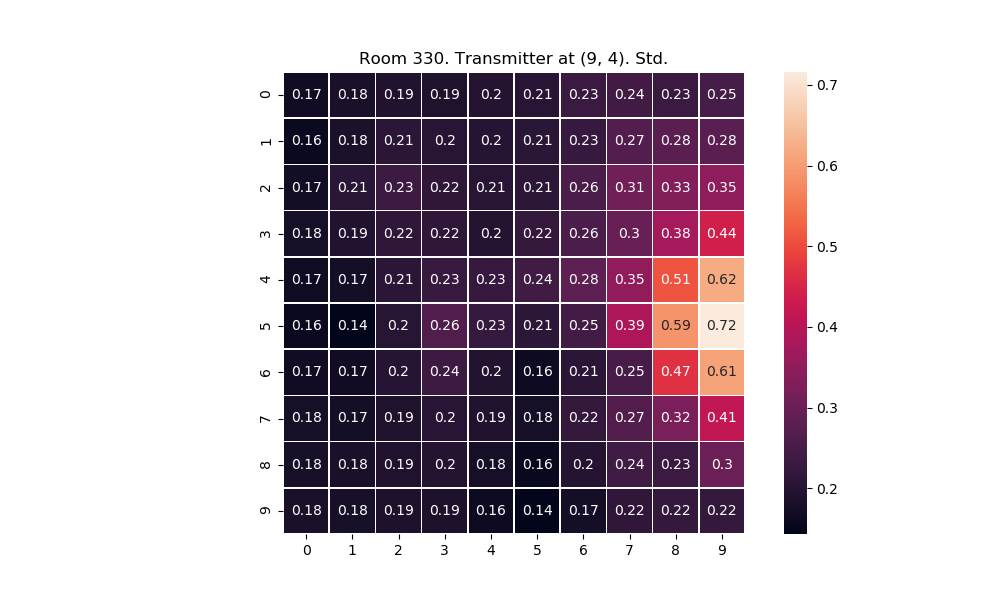 Room 330. Transmitter at (9, 4). Std.
0 0.17 0.18 0.19 0.19 0.2 0.21 0.23 0.24 0.23 0.25
1 0.16 0.18 0.21 0.2 0.2 0.21 0.23 0.27 0.28 0.28
2 0.17 0.21 0.23 0.22 0.21 0.21 0.26 0.31 0.33 0.35
3 0.18 0.19 0.22 0.22 0.2 0.22 0.26 0.3 0.38 0.44
4 0.17 0.17 0.21 0.23 0.23 0.24 0.28 0.35 0.51 0.62
5 0.16 0.14 0.2 0.26 0.23 0.21 0.25 0.39 0.59 0.72
6 0.17 0.17 0.2 0.24 0.2 0.16 0.21 0.25 0.47 0.61
7 0.18 0.17 0.19 0.2 0.19 0.18 0.22 0.27 0.32 0.41
8 0.18 0.18 0.19 0.2 0.18 0.16 0.2 0.24 0.23 0.3
9 0.18 0.18 0.19 0.19 0.16 0.14 0.17 0.22 0.22 0.22
0 1 2 3 4 5 6 7 8 9
0.7
0.6
0.5
0.4
0.3
0.2